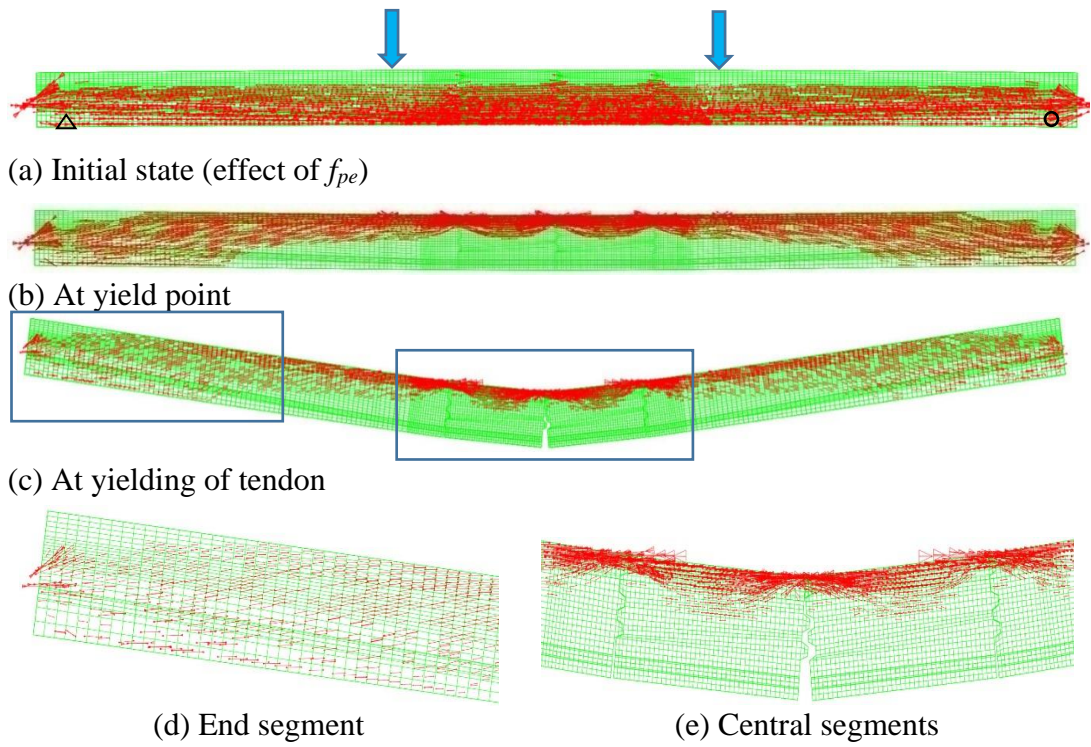 (a) Initial state (effect of fpe)
(b) At yield point
(c) At yielding of tendon
(d) End segment
(e) Central segments